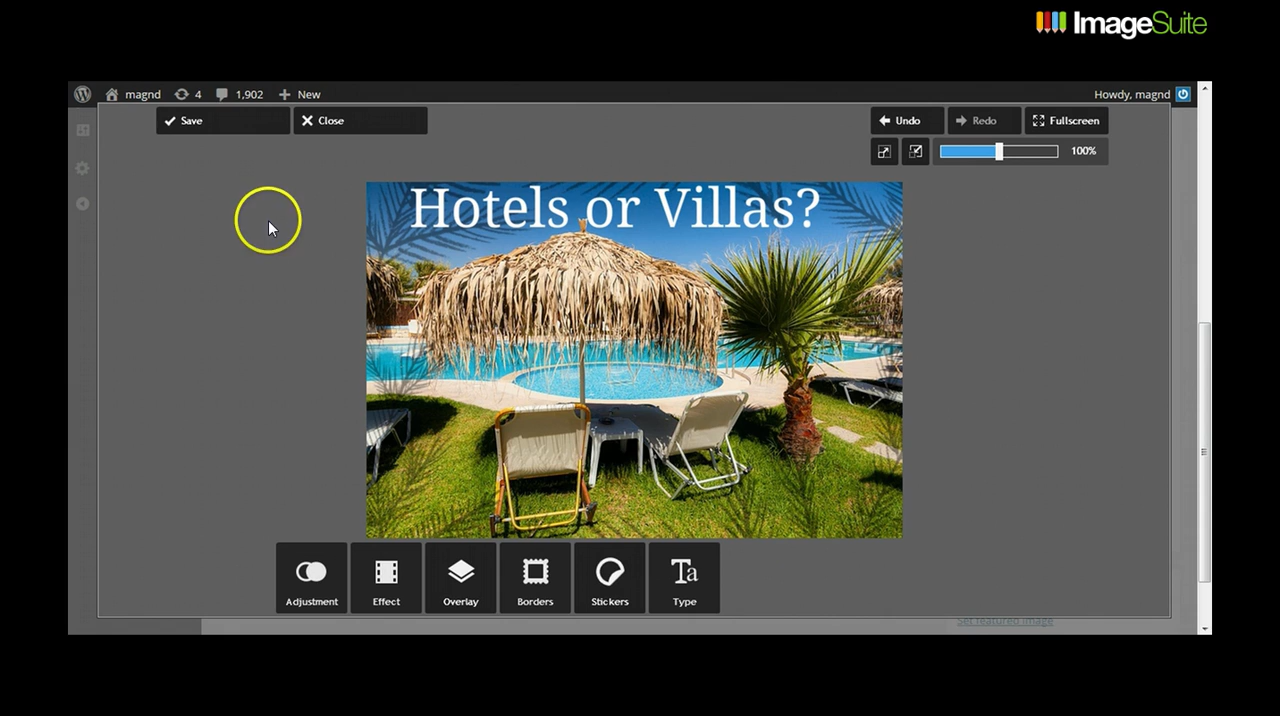 ImageSuite
magnd 4 1,902 New Howdy, magnd
Save Close Undo Redo Fullscreen
100%
Hotels or Villas?
Adjustment Effect Overlay Borders Stickers Type
Set featured image